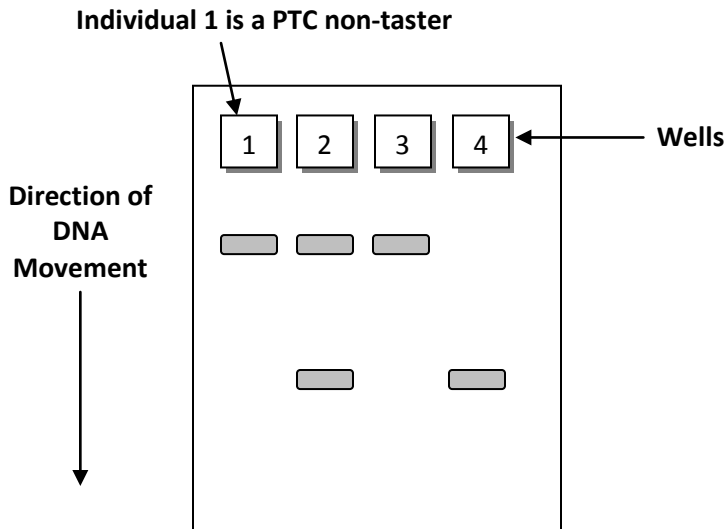 Individual 1 is a PTC non-taster
1 2 3 4
Wells
Direction of
DNA
Movement